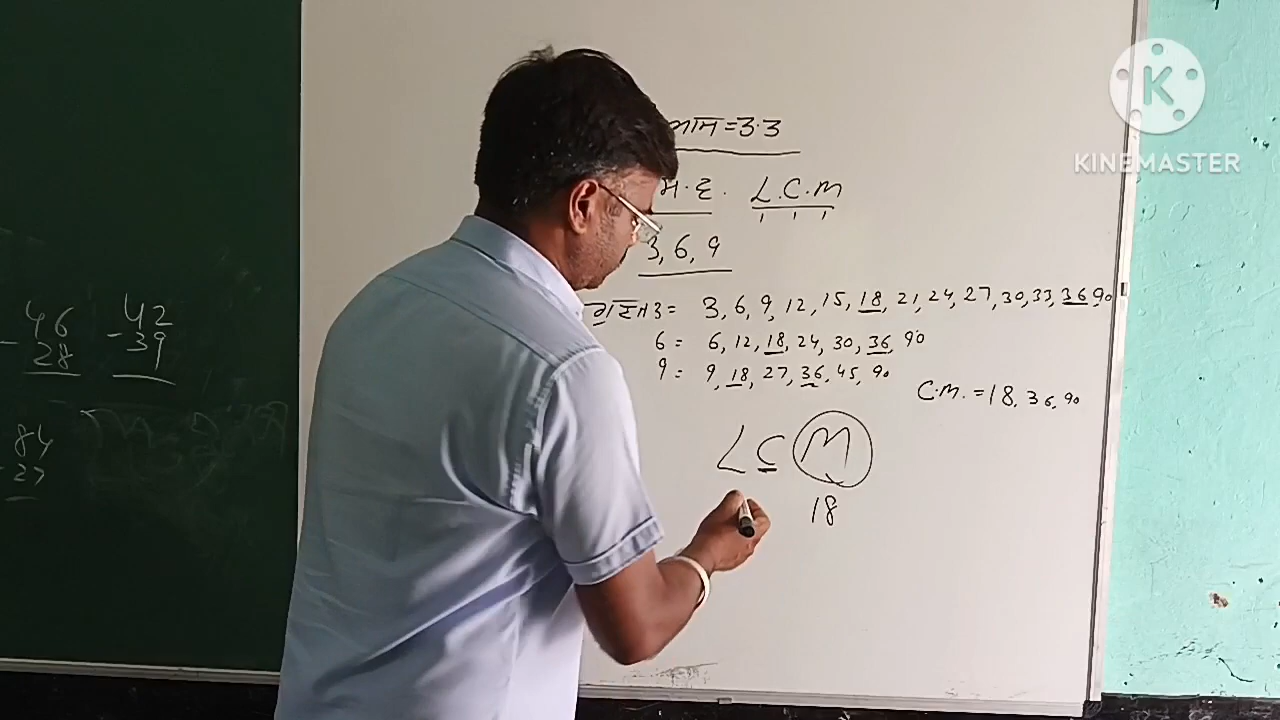 = 3.3
L.C.M
3, 6, 9
3 = 3, 6, 9, 12, 15, 18, 21, 24, 27, 30, 33, 36, 90
6 = 6, 12, 18, 24, 30, 36, 90
9 = 9, 18, 27, 36, 45, 90
C.M. = 18, 36, 90
L C M
18
46
- 28
42
- 39
84
- 27
K
KINEMASTER